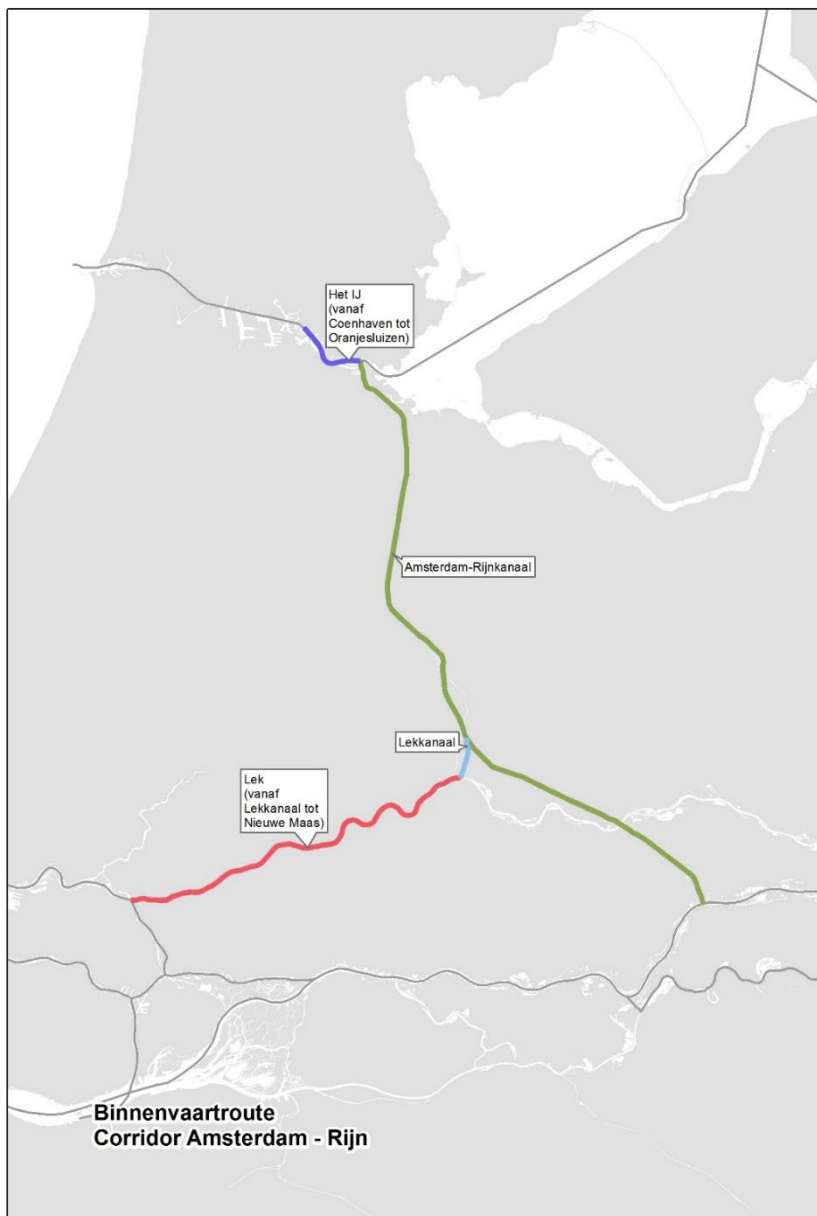 Het IJ
(vanaf
Coenhaven tot
Oranjesluizen)
Amsterdam-Rijnkanaal
Lekkanaal
Lek
(vanaf
Lekkanaal tot
Nieuwe Maas)
Binnenvaartroute
Corridor Amsterdam - Rijn